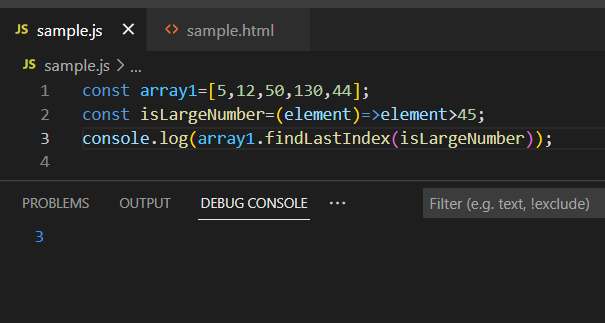 JS sample.js × <> sample.html
JS sample.js > ...
1 const array1=[5,12,50,130,44];
2 const isLargeNumber=(element)=>element>45;
3 console.log(array1.findLastIndex(isLargeNumber));
4
PROBLEMS OUTPUT DEBUG CONSOLE ··· Filter (e.g. text, !exclude)
3